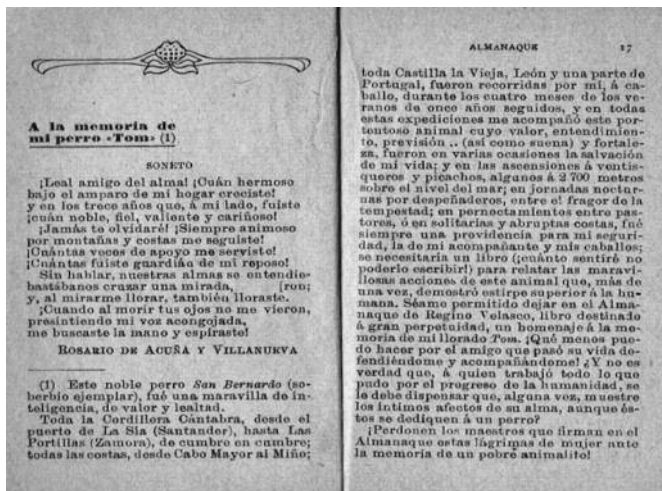 A la memoria de
mi perro «Tom» (1)
SONETO
¡Leal amigo del alma! ¡Cuán hermoso
bajo el amparo de mi hogar creciste!
y en los trece años que, á mi lado, fuiste
¡cuán noble, fiel, valiente y cariñoso!
¡Jamás te olvidaré! ¡Siempre animoso
por montañas y costas me seguiste!
¡Cuántas veces de apoyo me serviste!
¡Cuántas fuiste guardia de mi reposo!
Sin hablar, nuestras almas se entendie-
bastábanos cruzar una mirada, [ron;
y, al mirarme llorar, también lloraste.
¡Cuando al morir tus ojos no me vieron,
presintiendo mi voz acongojada,
me buscaste la mano y espiraste!
ROSARIO DE ACUÑA Y VILLANUEVA
(1) Este noble perro San Bernardo (so-
berbio ejemplar), fué una maravilla de in-
teligencia, de valor y lealtad.
Toda la Cordillera Cántabra, desde el
puerto de La Sía (Santander), hasta Las
Portillas (Zamora), de cumbre en cumbre;
todas las costas, desde Cabo Mayor al Miño;
ALMANAQUE 17
toda Castilla la Vieja, León y una parte de
Portugal, fueron recorridas por mí, á ca-
ballo, durante los cuatro meses de los ve-
ranos de once años seguidos, y en todas
estas expediciones me acompañó este por-
tentoso animal cuyo valor, entendimien-
to, previsión .. (así como suena) y fortale-
za, fueron en varias ocasiones la salvación
de mi vida; y en las ascensiones á ventis-
queros y picachos, algunos á 2 700 metros
sobre el nivel del mar; en jornadas noctur-
nas por despeñaderos, entre el fragor de la
tempestad; en pernoctamientos entre pas-
tores, ó en solitarias y abruptas costas, fué
siempre una providencia para mi seguri-
dad, la de mi acompañante y mis caballos;
se necesitaría un libro (¡cuánto sentiré no
poderlo escribir!) para relatar las maravi-
llosas acciones de este animal que, más de
una vez, demostró estirpe superior á la hu-
mana. Séame permitido dejar en el Alma-
naque de Regino Velasco, libro destinado
á gran perpetuidad, un homenaje á la me-
moria de mi llorado Tom. ¡Qué menos pue-
do hacer por el amigo que pasó su vida de-
fendiéndome y acompañándome! ¿Y no es
verdad que, á quien trabajó todo lo que
pudo por el progreso de la humanidad, se
le debe dispensar que, alguna vez, muestre
los íntimos afectos de su alma, aunque és-
tos se dediquen á un perro?
¡Perdonen los maestros que firman en el
Almanaque estas lágrimas de mujer ante
la memoria de un pobre animalito!